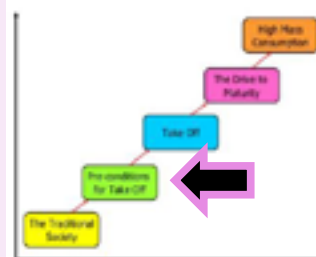 High Mass
Consumption
The Drive to
Maturity
Take Off
Pre-conditions
for Take Off
The Traditional
Society